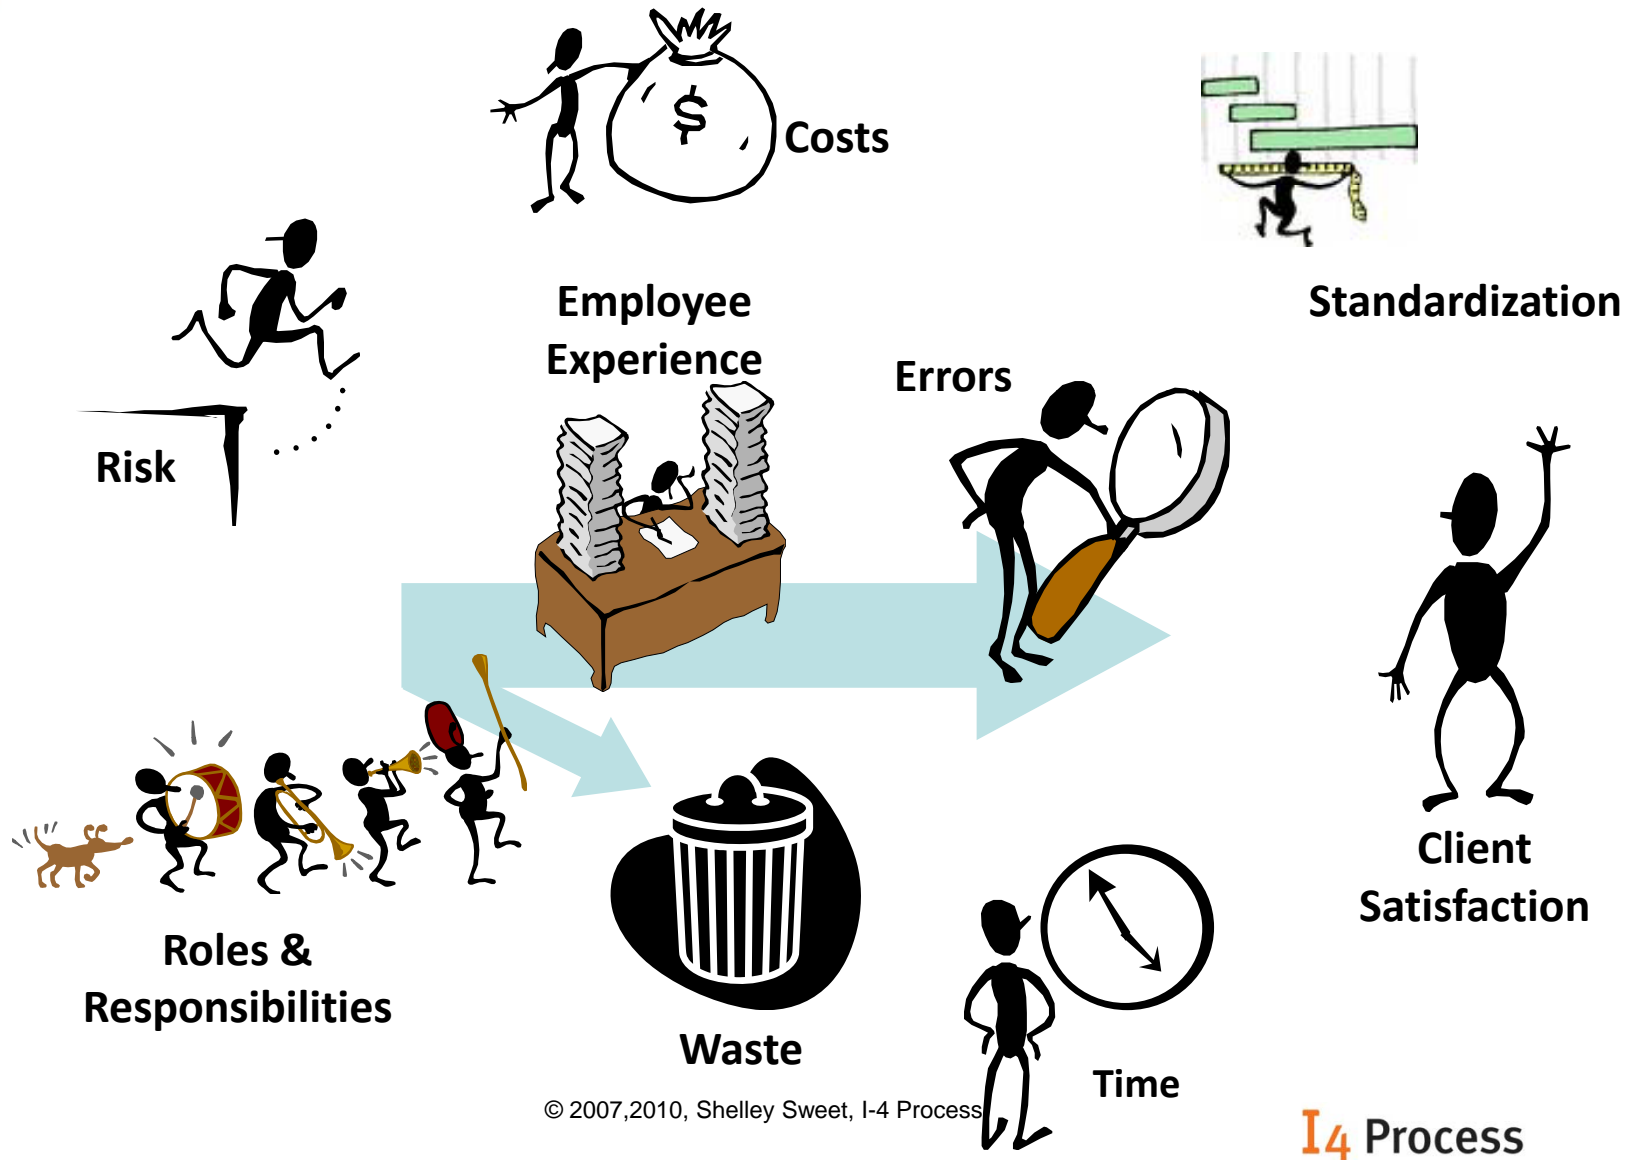 $
Costs
Standardization
Employee
Experience
Errors
Risk
Client
Satisfaction
Roles &
Responsibilities
Waste
Time
© 2007,2010, Shelley Sweet, I-4 Process
I4 Process